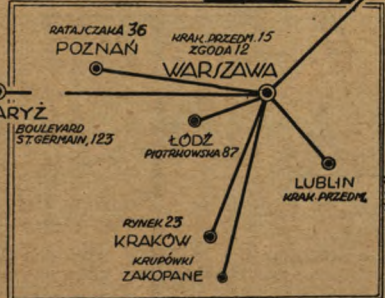 RATAJCZAKA 36
POZNAŃ
KRAK. PRZEDM. 15
ZGODA 12
WARSZAWA
ARYŻ
BOULEVARD
ST. GERMAIN, 123
ŁÓDŹ
PIOTRKOWSKA 87
LUBLIN
KRAK. PRZEDM.
RYNEK 23
KRAKÓW
KRUPÓWKI
ZAKOPANE